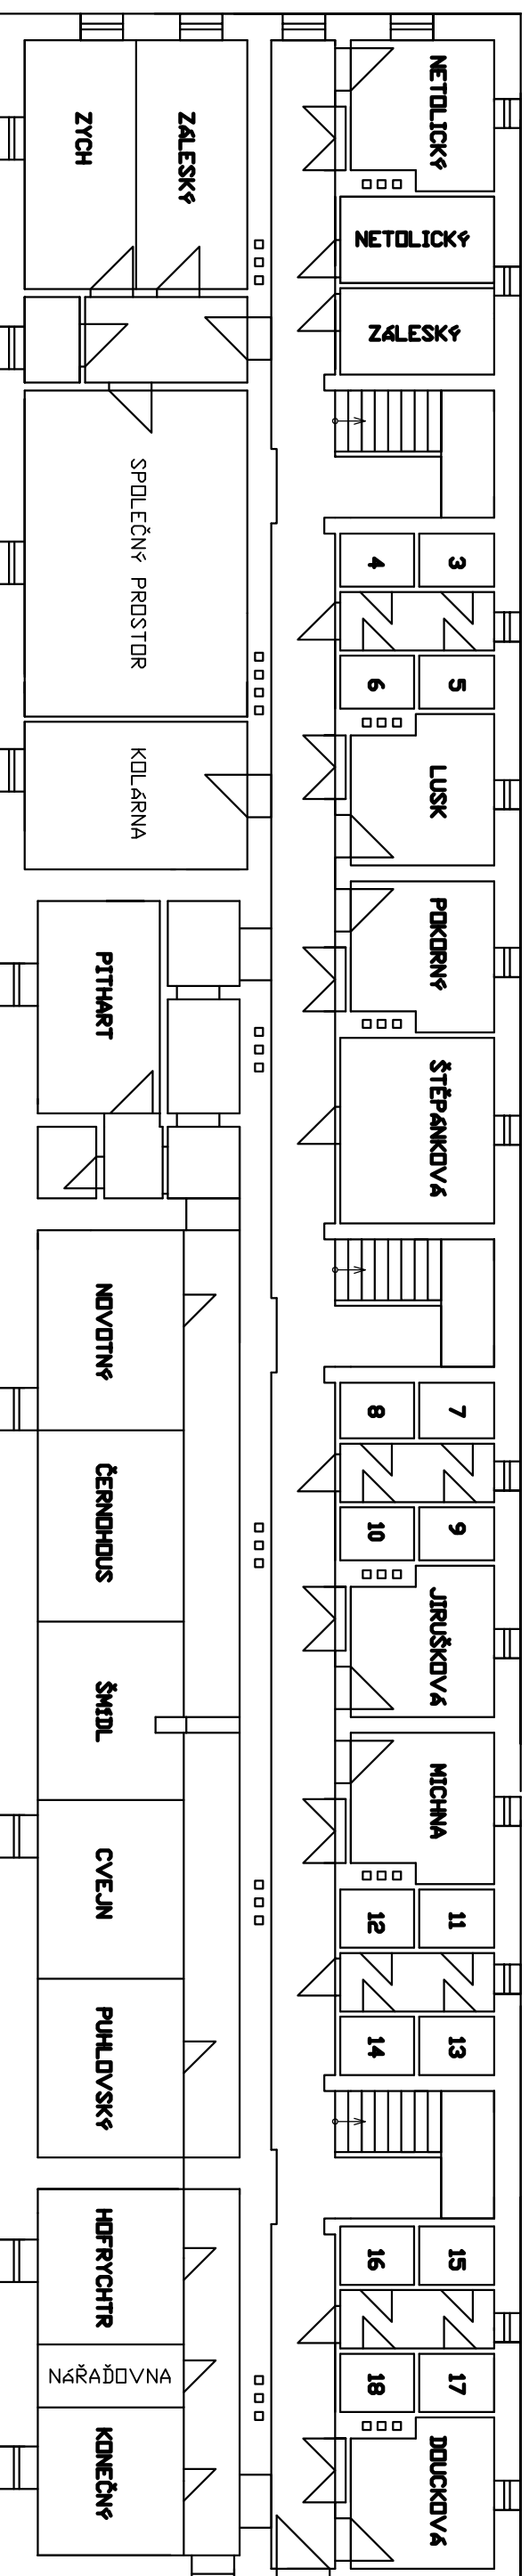 NETOLICKÝ
ZYCH
ZÁLESKÝ
NETOLICKÝ
ZÁLESKÝ
SPOLEČNÝ PROSTOR
4
3
6
5
KOLÁRNA
LUSK
PITHART
POKORNÝ
ŠTĚPÁNKOVÁ
NOVOTNÝ
8
7
ČERNOHOUS
10
9
ŠMÍDL
JIRUŠKOVÁ
CVEJN
MICHNA
12
11
PUHLOVSKÝ
14
13
HOFRYCHTR
16
15
NÁŘAĎOVNA
18
17
KONEČNÝ
DOUCKOVÁ